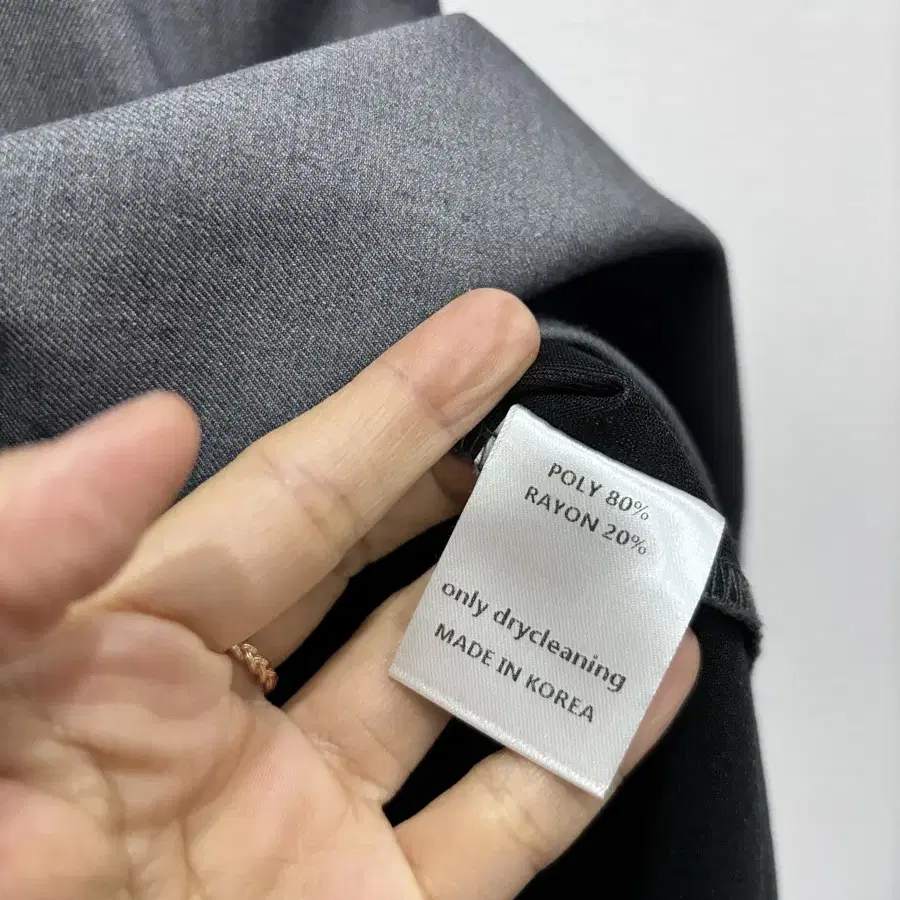 POLY 80%
RAYON 20%
only drycleaning
MADE IN KOREA